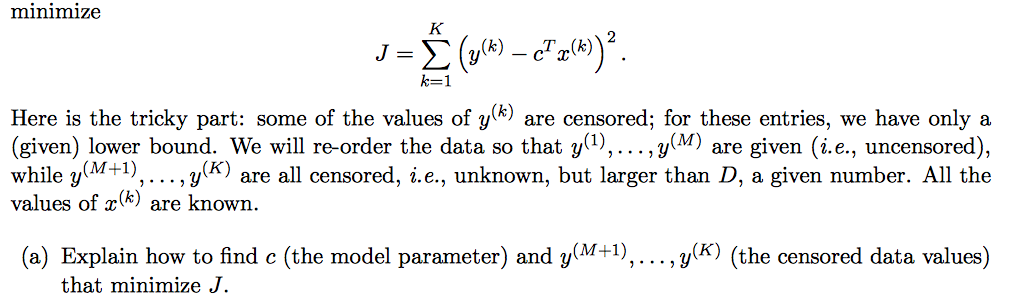 minimize
J = \sum_{k=1}^{K} \left( y^{(k)} - c^T x^{(k)} \right)^2 .
Here is the tricky part: some of the values of y^{(k)} are censored; for these entries, we have only a
(given) lower bound. We will re-order the data so that y^{(1)}, . . . , y^{(M)} are given (i.e., uncensored),
while y^{(M+1)}, . . . , y^{(K)} are all censored, i.e., unknown, but larger than D, a given number. All the
values of x^{(k)} are known.
(a) Explain how to find c (the model parameter) and y^{(M+1)}, . . . , y^{(K)} (the censored data values)
that minimize J.